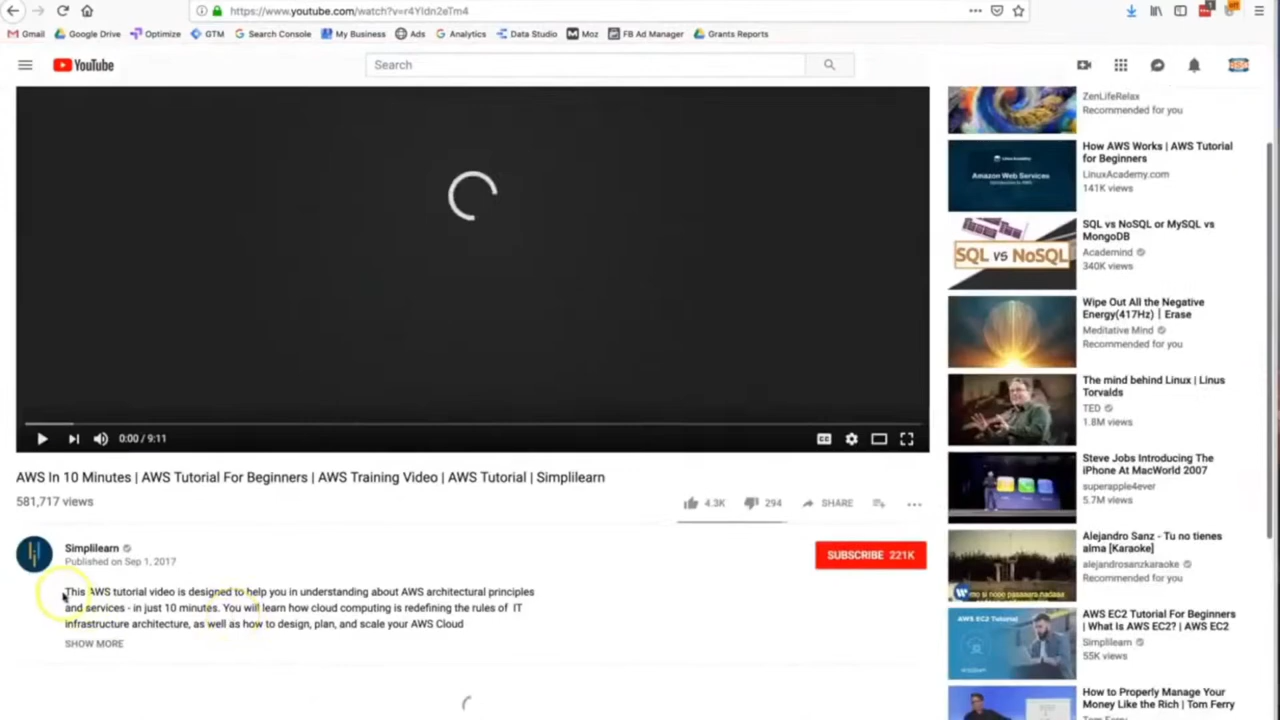 https://www.youtube.com/watch?v=r4YIdn2eTm4
Gmail Google Drive Optimize GTM Search Console My Business Ads Analytics Data Studio Moz FB Ad Manager Grants Reports
YouTube
Search
0:00 / 9:11
AWS In 10 Minutes | AWS Tutorial For Beginners | AWS Training Video | AWS Tutorial | Simplilearn
581,717 views
4.3K 294 SHARE
Simplilearn
Published on Sep 1, 2017
SUBSCRIBE 221K
This AWS tutorial video is designed to help you in understanding about AWS architectural principles
and services - in just 10 minutes. You will learn how cloud computing is redefining the rules of IT
infrastructure architecture, as well as how to design, plan, and scale your AWS Cloud
SHOW MORE
ZenLifeRelax
Recommended for you
Linux Academy
Amazon Web Services
How AWS Works | AWS Tutorial
for Beginners
LinuxAcademy.com
141K views
SQL vs NoSQL
SQL vs NoSQL or MySQL vs
MongoDB
Academind
340K views
Wipe Out All the Negative
Energy(417Hz) | Erase
Meditative Mind
Recommended for you
The mind behind Linux | Linus
Torvalds
TED
1.8M views
Steve Jobs Introducing The
iPhone At MacWorld 2007
superapple4ever
5.7M views
Alejandro Sanz - Tu no tienes
alma [Karaoke]
alejandrosanzkaraoke
Recommended for you
AWS EC2 Tutorial
AWS EC2 Tutorial For Beginners
| What Is AWS EC2? | AWS EC2
Simplilearn
55K views
How to Properly Manage Your
Money Like the Rich | Tom Ferry